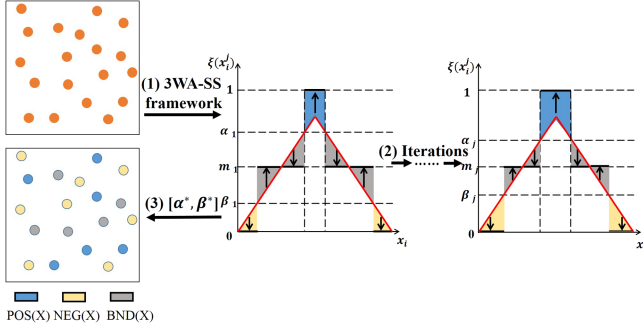 (1) 3WA-SS
framework
(3) [α*, β*]
POS(X) NEG(X) BND(X)
ξ(x_i^j)
1
α_1
m_1
β_1
0
x_i
(2) Iterations
......
ξ(x_i^j)
1
α_j
m_j
β_j
0
x